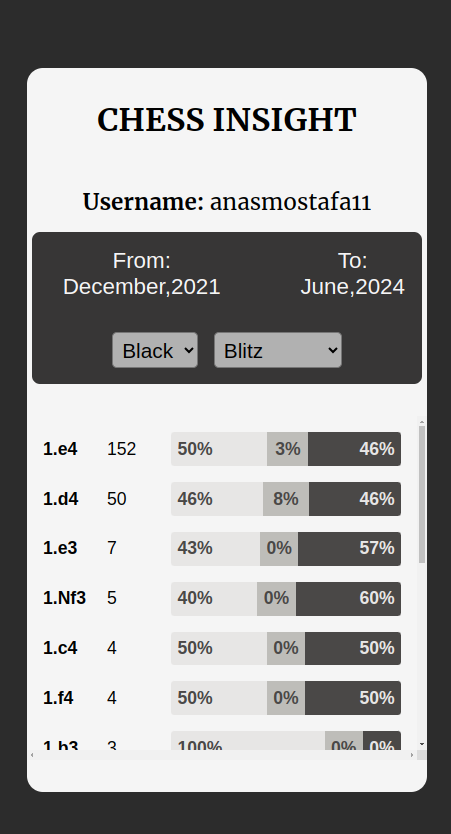 CHESS INSIGHT
Username: anasmostafa11
From: To:
December,2021 June,2024
Black Blitz
1.e4 152 50% 3% 46%
1.d4 50 46% 8% 46%
1.e3 7 43% 0% 57%
1.Nf3 5 40% 0% 60%
1.c4 4 50% 0% 50%
1.f4 4 50% 0% 50%
1.b3 3 100% 0% 0%